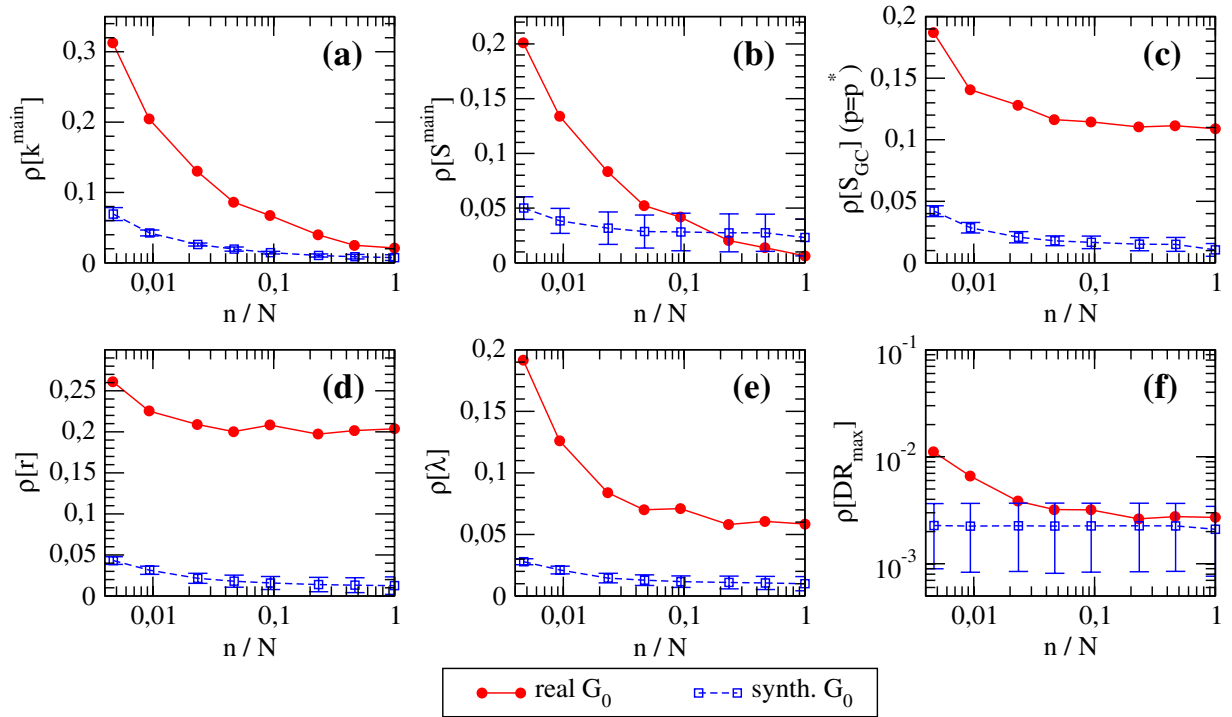 (a)
ρ[k^main]
0,3
0,2
0,1
0
0,01 0,1 1
n / N
(b)
ρ[S^main]
0,2
0,15
0,1
0,05
0
0,01 0,1 1
n / N
(c)
ρ[S_GC] (p=p*)
0,2
0,15
0,1
0,05
0
0,01 0,1 1
n / N
(d)
ρ[r]
0,25
0,2
0,15
0,1
0,05
0
0,01 0,1 1
n / N
(e)
ρ[λ]
0,2
0,15
0,1
0,05
0
0,01 0,1 1
n / N
(f)
ρ[DR_max]
10^-1
10^-2
10^-3
0,01 0,1 1
n / N
real G_0 synth. G_0